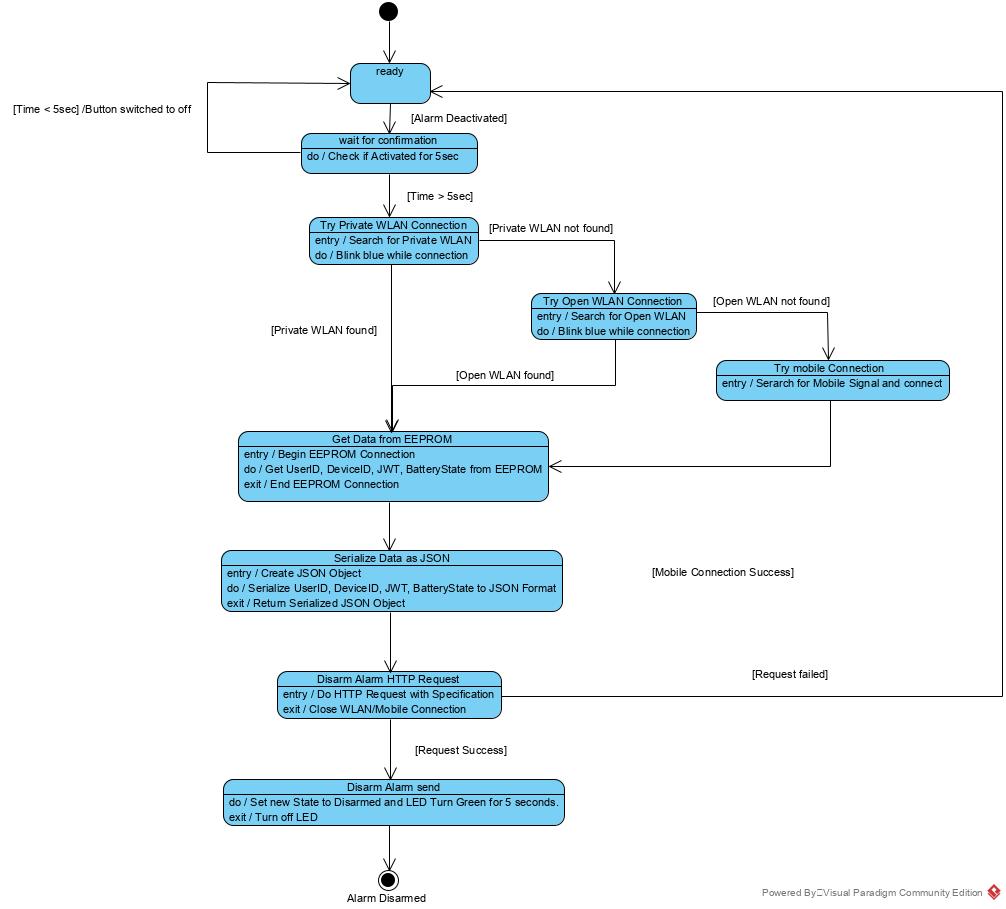 ready
[Time < 5sec] /Button switched to off
[Alarm Deactivated]
wait for confirmation
do / Check if Activated for 5sec
[Time > 5sec]
Try Private WLAN Connection
entry / Search for Private WLAN
do / Blink blue while connection
[Private WLAN not found]
Try Open WLAN Connection
entry / Search for Open WLAN
do / Blink blue while connection
[Open WLAN not found]
[Private WLAN found]
Try mobile Connection
entry / Serarch for Mobile Signal and connect
[Open WLAN found]
Get Data from EEPROM
entry / Begin EEPROM Connection
do / Get UserID, DeviceID, JWT, BatteryState from EEPROM
exit / End EEPROM Connection
Serialize Data as JSON
entry / Create JSON Object
do / Serialize UserID, DeviceID, JWT, BatteryState to JSON Format
exit / Return Serialized JSON Object
[Mobile Connection Success]
Disarm Alarm HTTP Request
entry / Do HTTP Request with Specification
exit / Close WLAN/Mobile Connection
[Request failed]
[Request Success]
Disarm Alarm send
do / Set new State to Disarmed and LED Turn Green for 5 seconds.
exit / Turn off LED
Alarm Disarmed
Powered By Visual Paradigm Community Edition